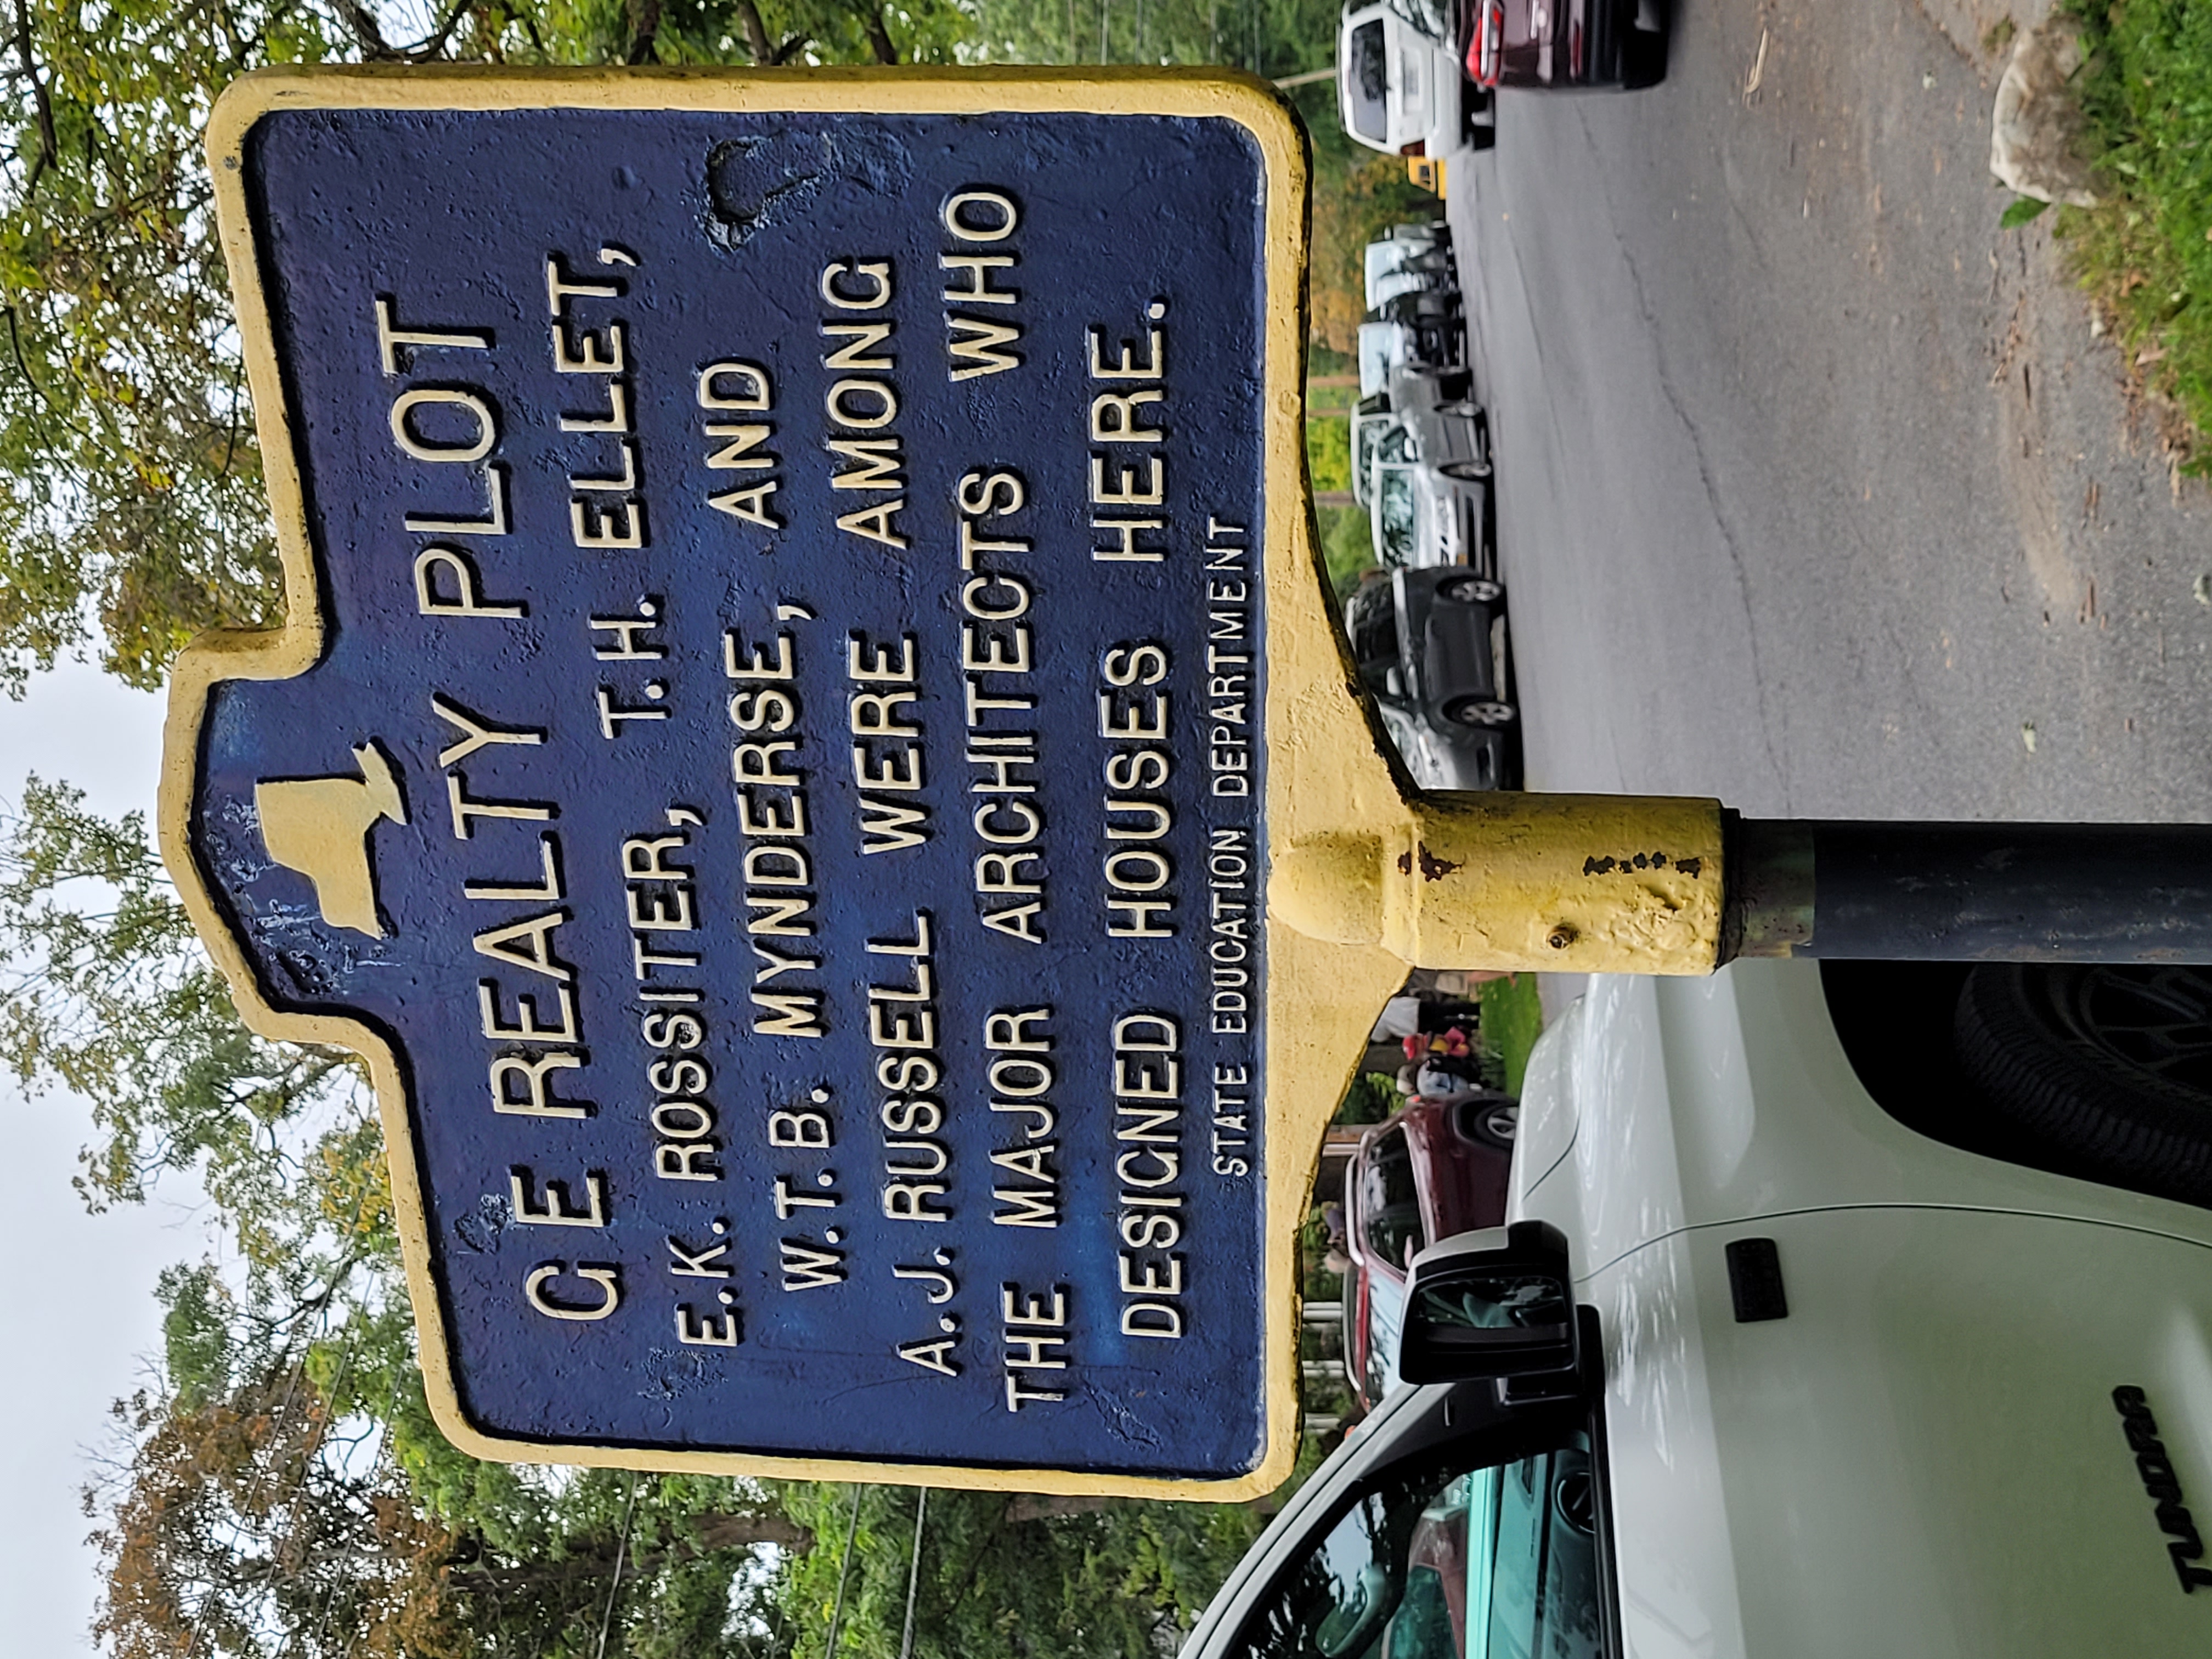 GE REALTY PLOT
E.K. ROSSITER, T.H. ELLET,
W.T.B. MYNDERSE, AND
A.J. RUSSELL WERE AMONG
THE MAJOR ARCHITECTS WHO
DESIGNED HOUSES HERE.
STATE EDUCATION DEPARTMENT
TUNDRA